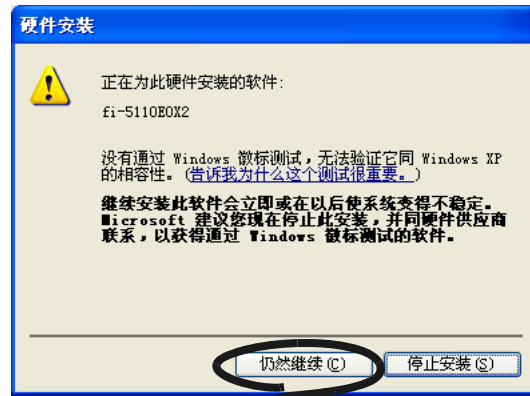 硬件安装
正在为此硬件安装的软件:
fi-5110EOX2
没有通过 Windows 徽标测试，无法验证它同 Windows XP
的相容性。(告诉我为什么这个测试很重要。)
继续安装此软件会立即或在以后使系统变得不稳定。
Microsoft 建议您现在停止此安装，并同硬件供应商
联系，以获得通过 Windows 徽标测试的软件。
仍然继续(C)
停止安装(S)